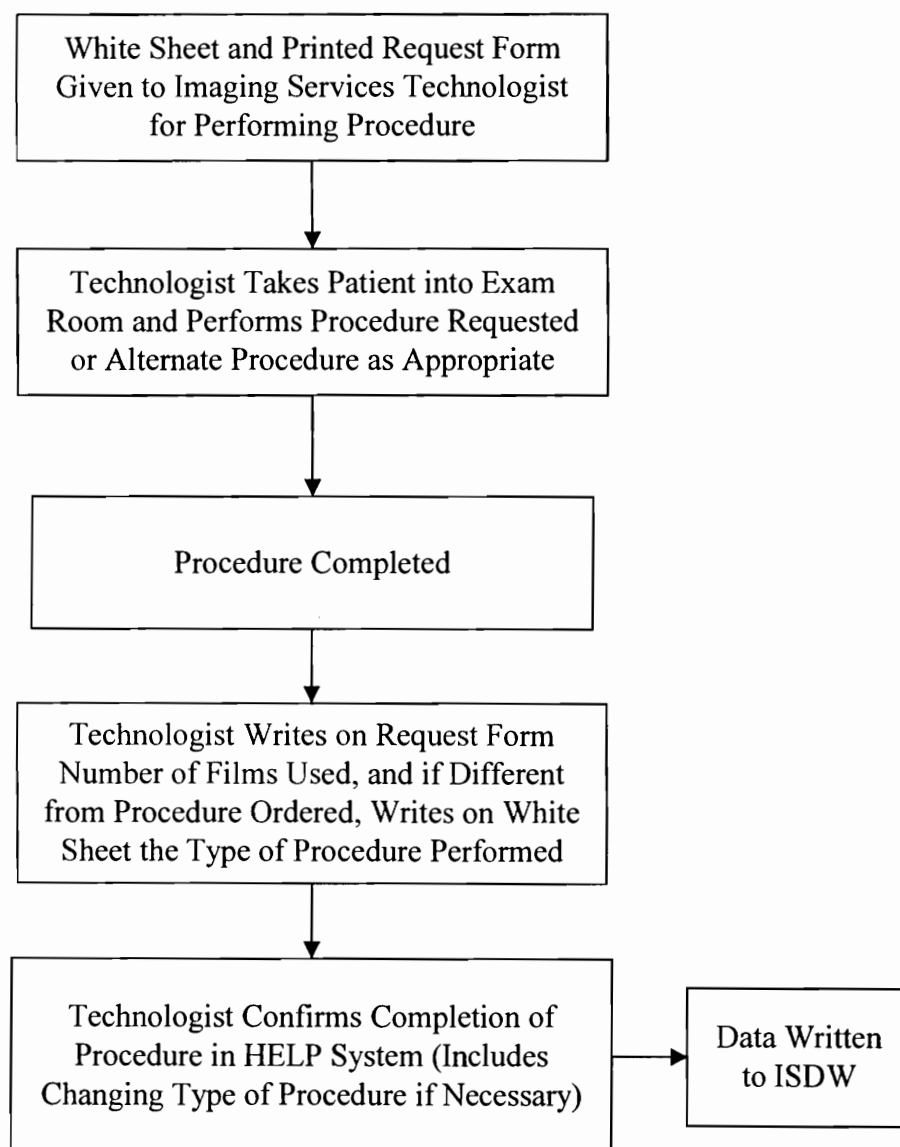 White Sheet and Printed Request Form
Given to Imaging Services Technologist
for Performing Procedure
Technologist Takes Patient into Exam
Room and Performs Procedure Requested
or Alternate Procedure as Appropriate
Procedure Completed
Technologist Writes on Request Form
Number of Films Used, and if Different
from Procedure Ordered, Writes on White
Sheet the Type of Procedure Performed
Technologist Confirms Completion of
Procedure in HELP System (Includes
Changing Type of Procedure if Necessary)
Data Written
to ISDW